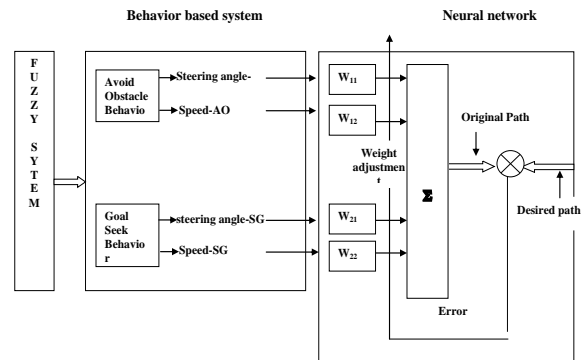 Behavior based system
Neural network
F
U
Z
Z
Y
S
Y
T
E
M
Avoid
Obstacle
Behavio
Steering angle-
Speed-AO
Goal
Seek
Behavio
r
steering angle-SG
Speed-SG
W11
W12
Weight
adjustmen
t
W21
W22
Σ
Original Path
Desired path
Error